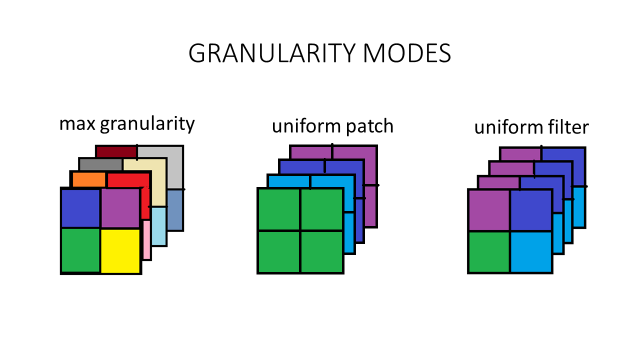 GRANULARITY MODES
max granularity
uniform patch
uniform filter